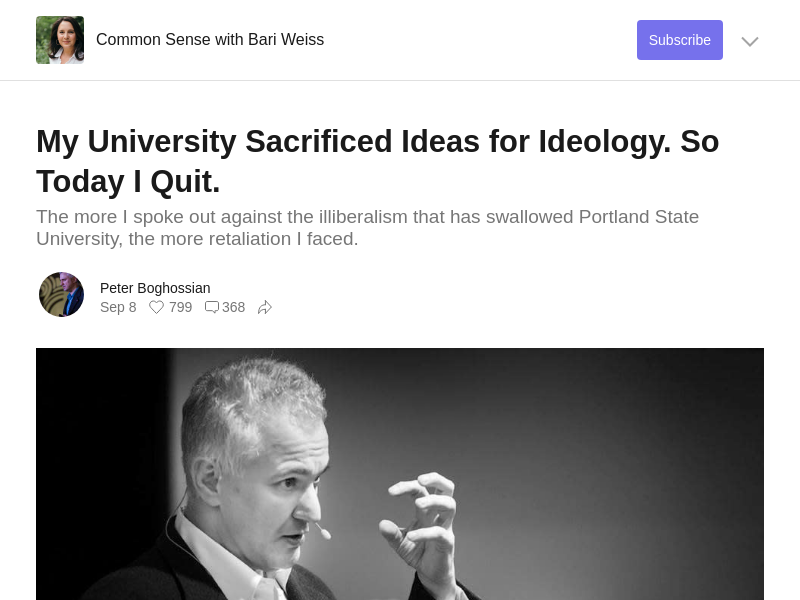 Common Sense with Bari Weiss
Subscribe
My University Sacrificed Ideas for Ideology. So
Today I Quit.
The more I spoke out against the illiberalism that has swallowed Portland State
University, the more retaliation I faced.
Peter Boghossian
Sep 8 799 368